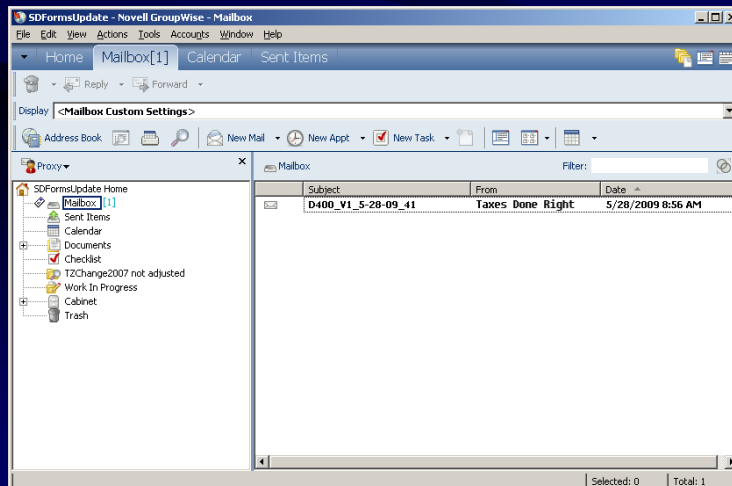 SDFormsUpdate - Novell GroupWise - Mailbox
File Edit View Actions Tools Accounts Window Help
Home Mailbox[1] Calendar Sent Items
Reply Forward
Display <Mailbox Custom Settings>
Address Book New Mail New Appt New Task
Proxy
Mailbox Filter:
Subject From Date
D400_V1_5-28-09_41 Taxes Done Right 5/28/2009 8:56 AM
SDFormsUpdate Home
Mailbox [1]
Sent Items
Calendar
Documents
Checklist
TZChange2007 not adjusted
Work In Progress
Cabinet
Trash
Selected: 0 Total: 1